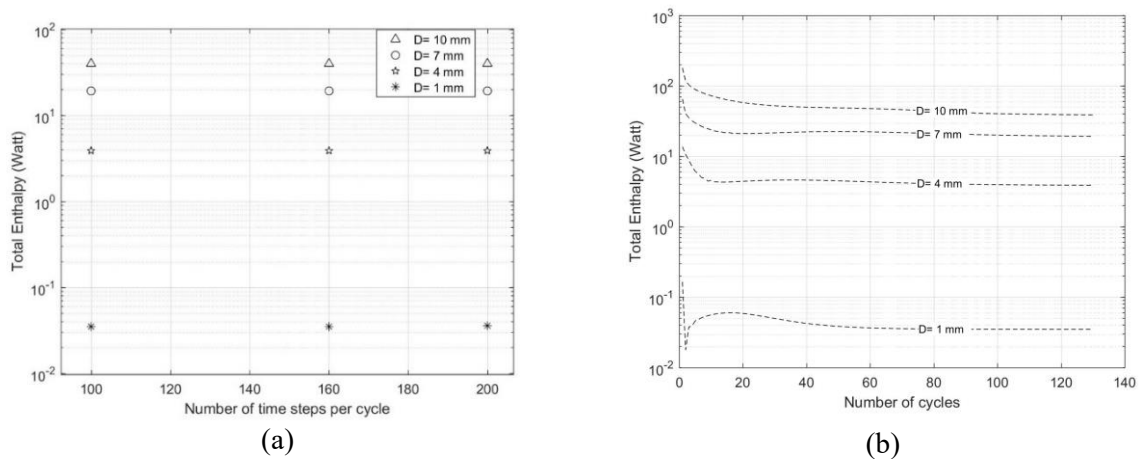 Total Enthalpy (Watt)
10²
10¹
10⁰
10⁻¹
10⁻²
D= 10 mm
D= 7 mm
D= 4 mm
D= 1 mm
100 120 140 160 180 200
Number of time steps per cycle
(a)
Total Enthalpy (Watt)
10³
10²
10¹
10⁰
10⁻¹
10⁻²
D= 10 mm
D= 7 mm
D= 4 mm
D= 1 mm
0 20 40 60 80 100 120 140
Number of cycles
(b)